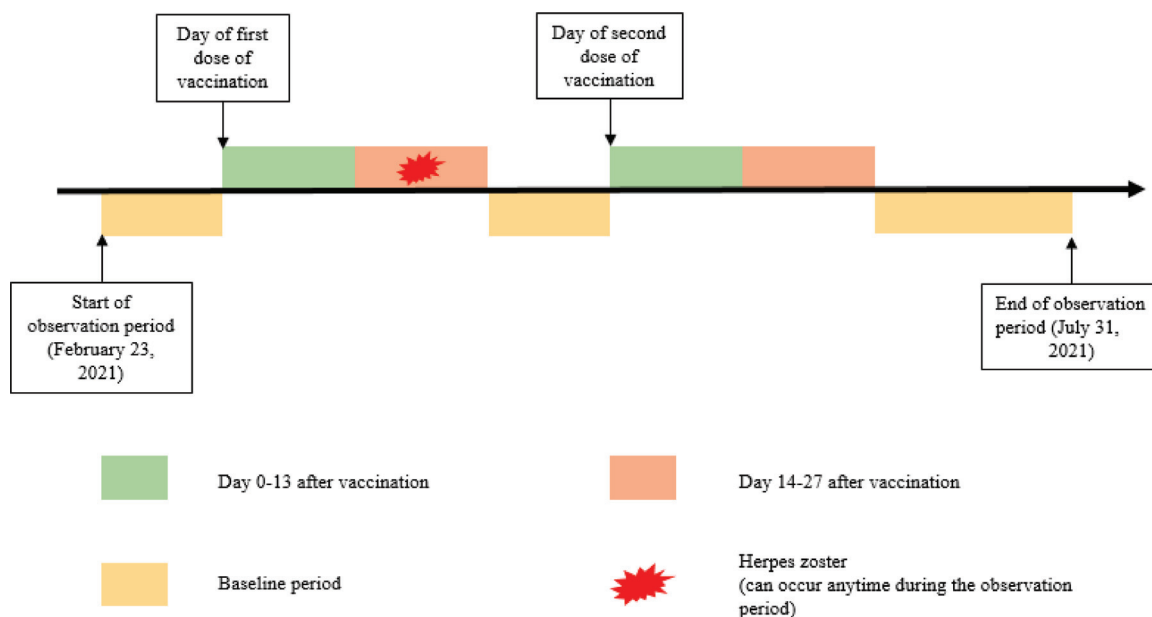 Day of first
dose of
vaccination
Day of second
dose of
vaccination
Start of
observation period
(February 23,
2021)
End of observation
period (July 31,
2021)
Day 0-13 after vaccination
Day 14-27 after vaccination
Baseline period
Herpes zoster
(can occur anytime during the observation
period)